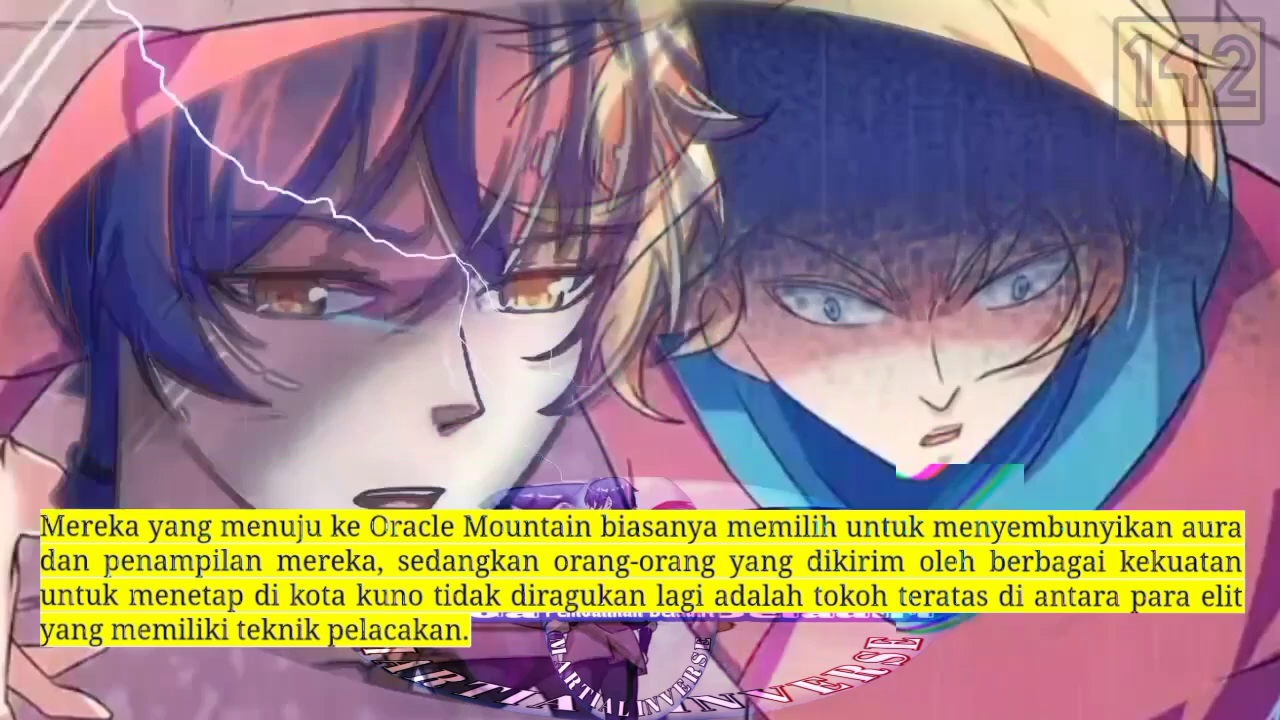 142
Mereka yang menuju ke Oracle Mountain biasanya memilih untuk menyembunyikan aura
dan penampilan mereka, sedangkan orang-orang yang dikirim oleh berbagai kekuatan
untuk menetap di kota kuno tidak diragukan lagi adalah tokoh teratas di antara para elit
yang memiliki teknik pelacakan.
MARTIAL INVERSE
MARTIAL INVERSE